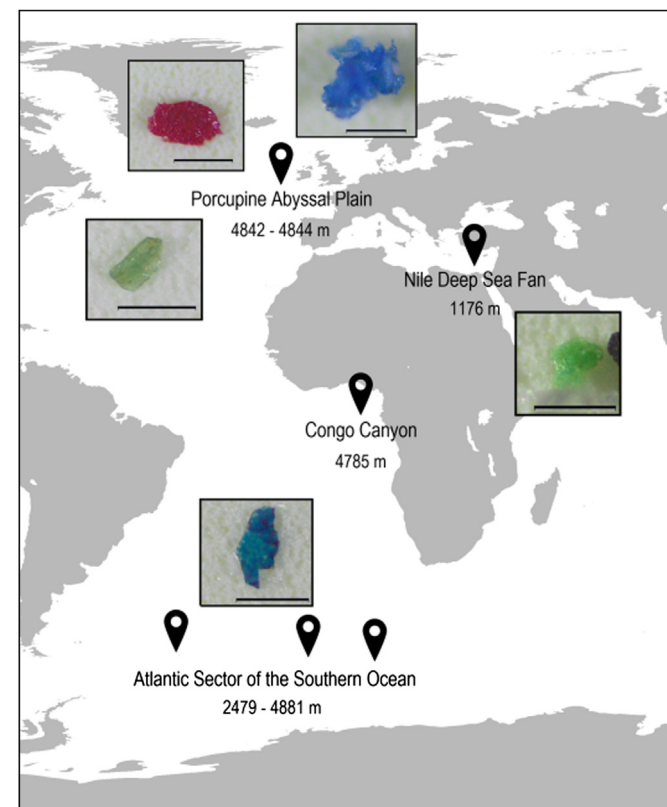 Porcupine Abyssal Plain
4842 - 4844 m
Nile Deep Sea Fan
1176 m
Congo Canyon
4785 m
Atlantic Sector of the Southern Ocean
2479 - 4881 m